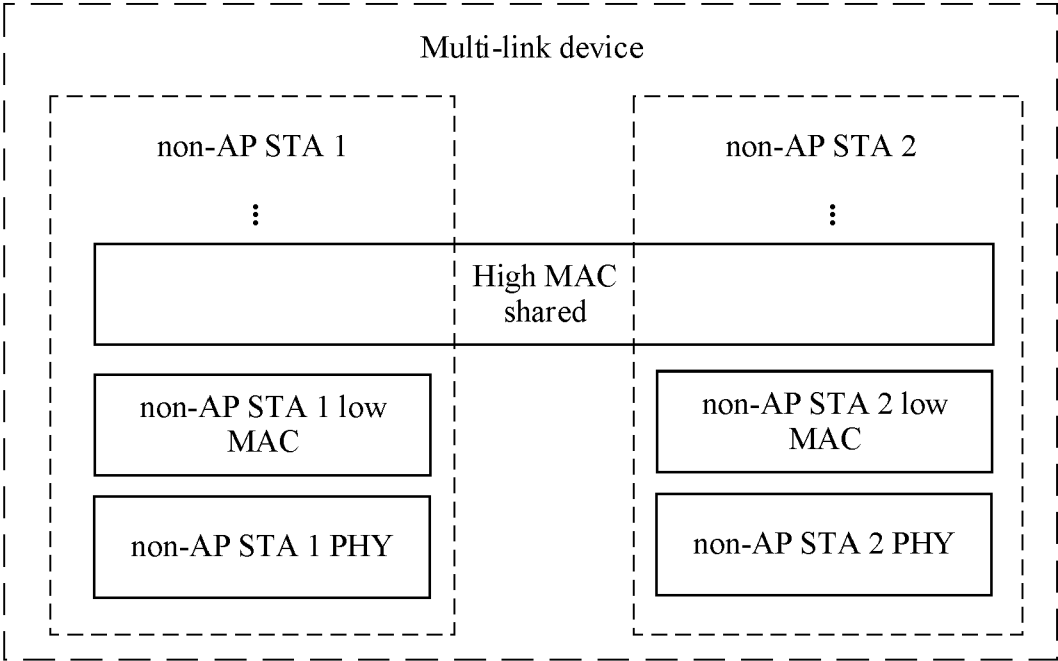 Multi-link device
non-AP STA 1
non-AP STA 2
High MAC
shared
non-AP STA 1 low
MAC
non-AP STA 2 low
MAC
non-AP STA 1 PHY
non-AP STA 2 PHY